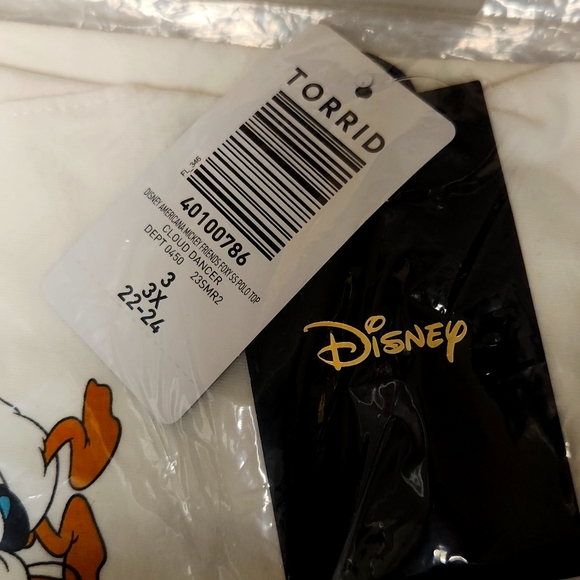 TORRID
FL_346
40100786
DISNEY AMERICANA MICKEY FRIENDS FOXY SS POLO TOP
CLOUD DANCER
DEPT 0450 23SMR2
3
3X
22-24
DISNEY